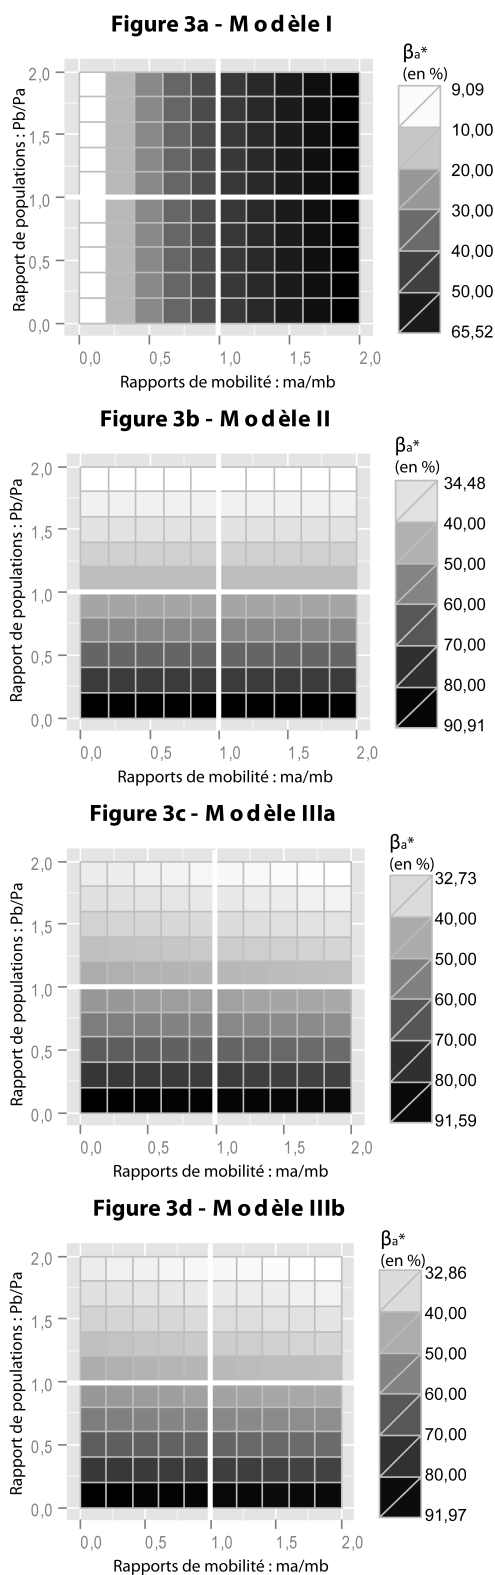 Figure 3a - Modèle I
βa*
(en %)
Rapport de populations : Pb/Pa
2,0
1,5
1,0
0,5
0,0
0,0 0,5 1,0 1,5 2,0
Rapports de mobilité : ma/mb
9,09
10,00
20,00
30,00
40,00
50,00
65,52
Figure 3b - Modèle II
βa*
(en %)
Rapport de populations : Pb/Pa
2,0
1,5
1,0
0,5
0,0
0,0 0,5 1,0 1,5 2,0
Rapports de mobilité : ma/mb
34,48
40,00
50,00
60,00
70,00
80,00
90,91
Figure 3c - Modèle IIIa
βa*
(en %)
Rapport de populations : Pb/Pa
2,0
1,5
1,0
0,5
0,0
0,0 0,5 1,0 1,5 2,0
Rapports de mobilité : ma/mb
32,73
40,00
50,00
60,00
70,00
80,00
91,59
Figure 3d - Modèle IIIb
βa*
(en %)
Rapport de populations : Pb/Pa
2,0
1,5
1,0
0,5
0,0
0,0 0,5 1,0 1,5 2,0
Rapports de mobilité : ma/mb
32,86
40,00
50,00
60,00
70,00
80,00
91,97